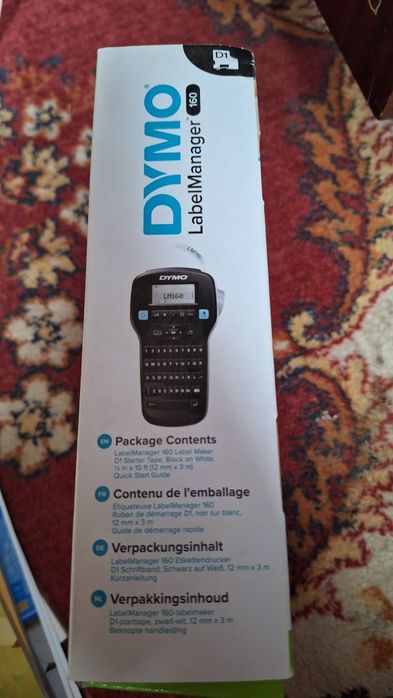 D1
DYMO
LabelManager™ 160
LM160
DYMO
LM160
EN Package Contents
LabelManager 160 Label Maker
D1 Starter Tape, Black on White,
½ in x 10 ft (12 mm x 3 m)
Quick Start Guide
FR Contenu de l'emballage
Étiqueteuse LabelManager 160
Ruban de démarrage D1, noir sur blanc,
12 mm x 3 m
Guide de démarrage rapide
DE Verpackungsinhalt
LabelManager 160 Etikettendrucker
D1 Schriftband, Schwarz auf Weiß, 12 mm x 3 m
Kurzanleitung
NL Verpakkingsinhoud
LabelManager 160-labelmaker
D1-starttape, zwart-wit, 12 mm x 3 m
Beknopte handleiding